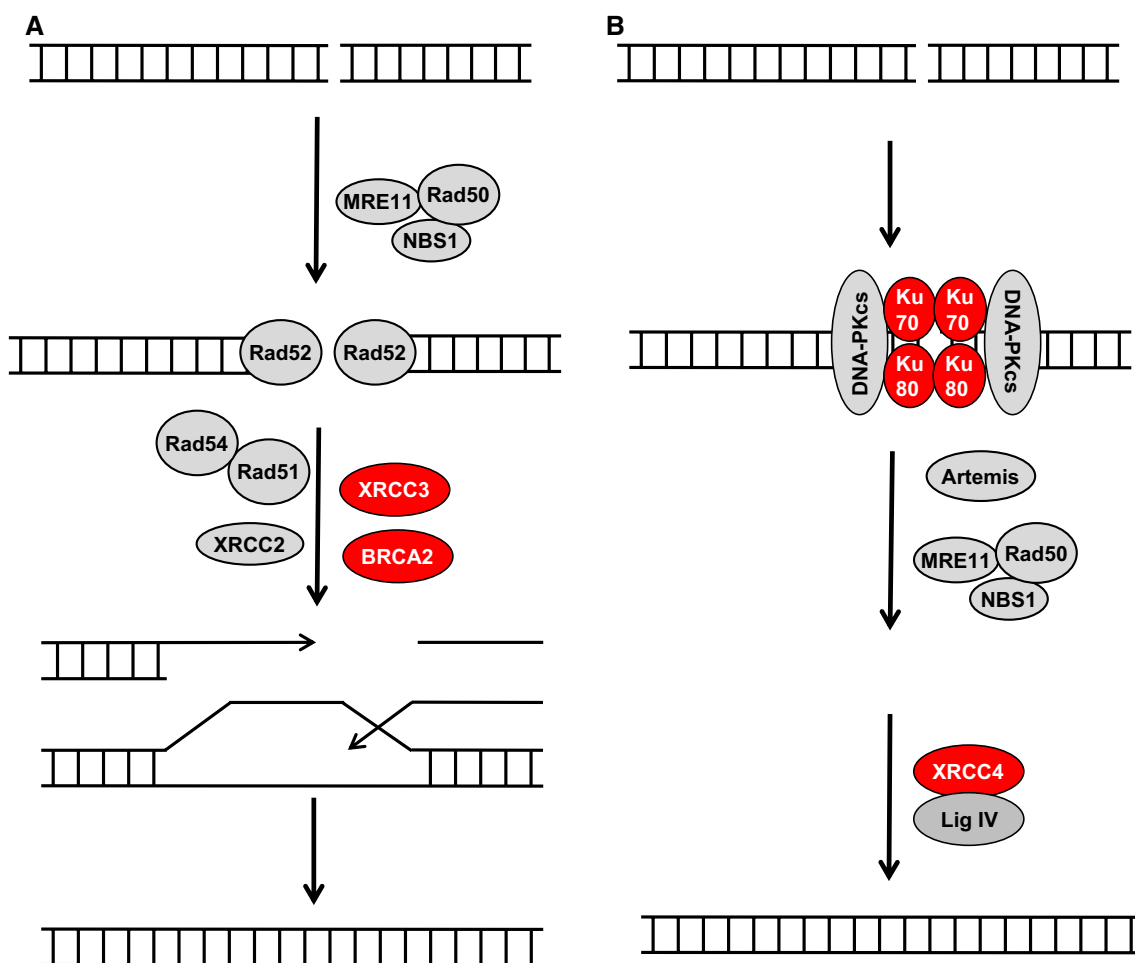 A
MRE11
Rad50
NBS1
Rad52
Rad52
Rad54
Rad51
XRCC3
XRCC2
BRCA2
B
DNA-PKcs
Ku
70
Ku
70
Ku
80
Ku
80
DNA-PKcs
Artemis
MRE11
Rad50
NBS1
XRCC4
Lig IV